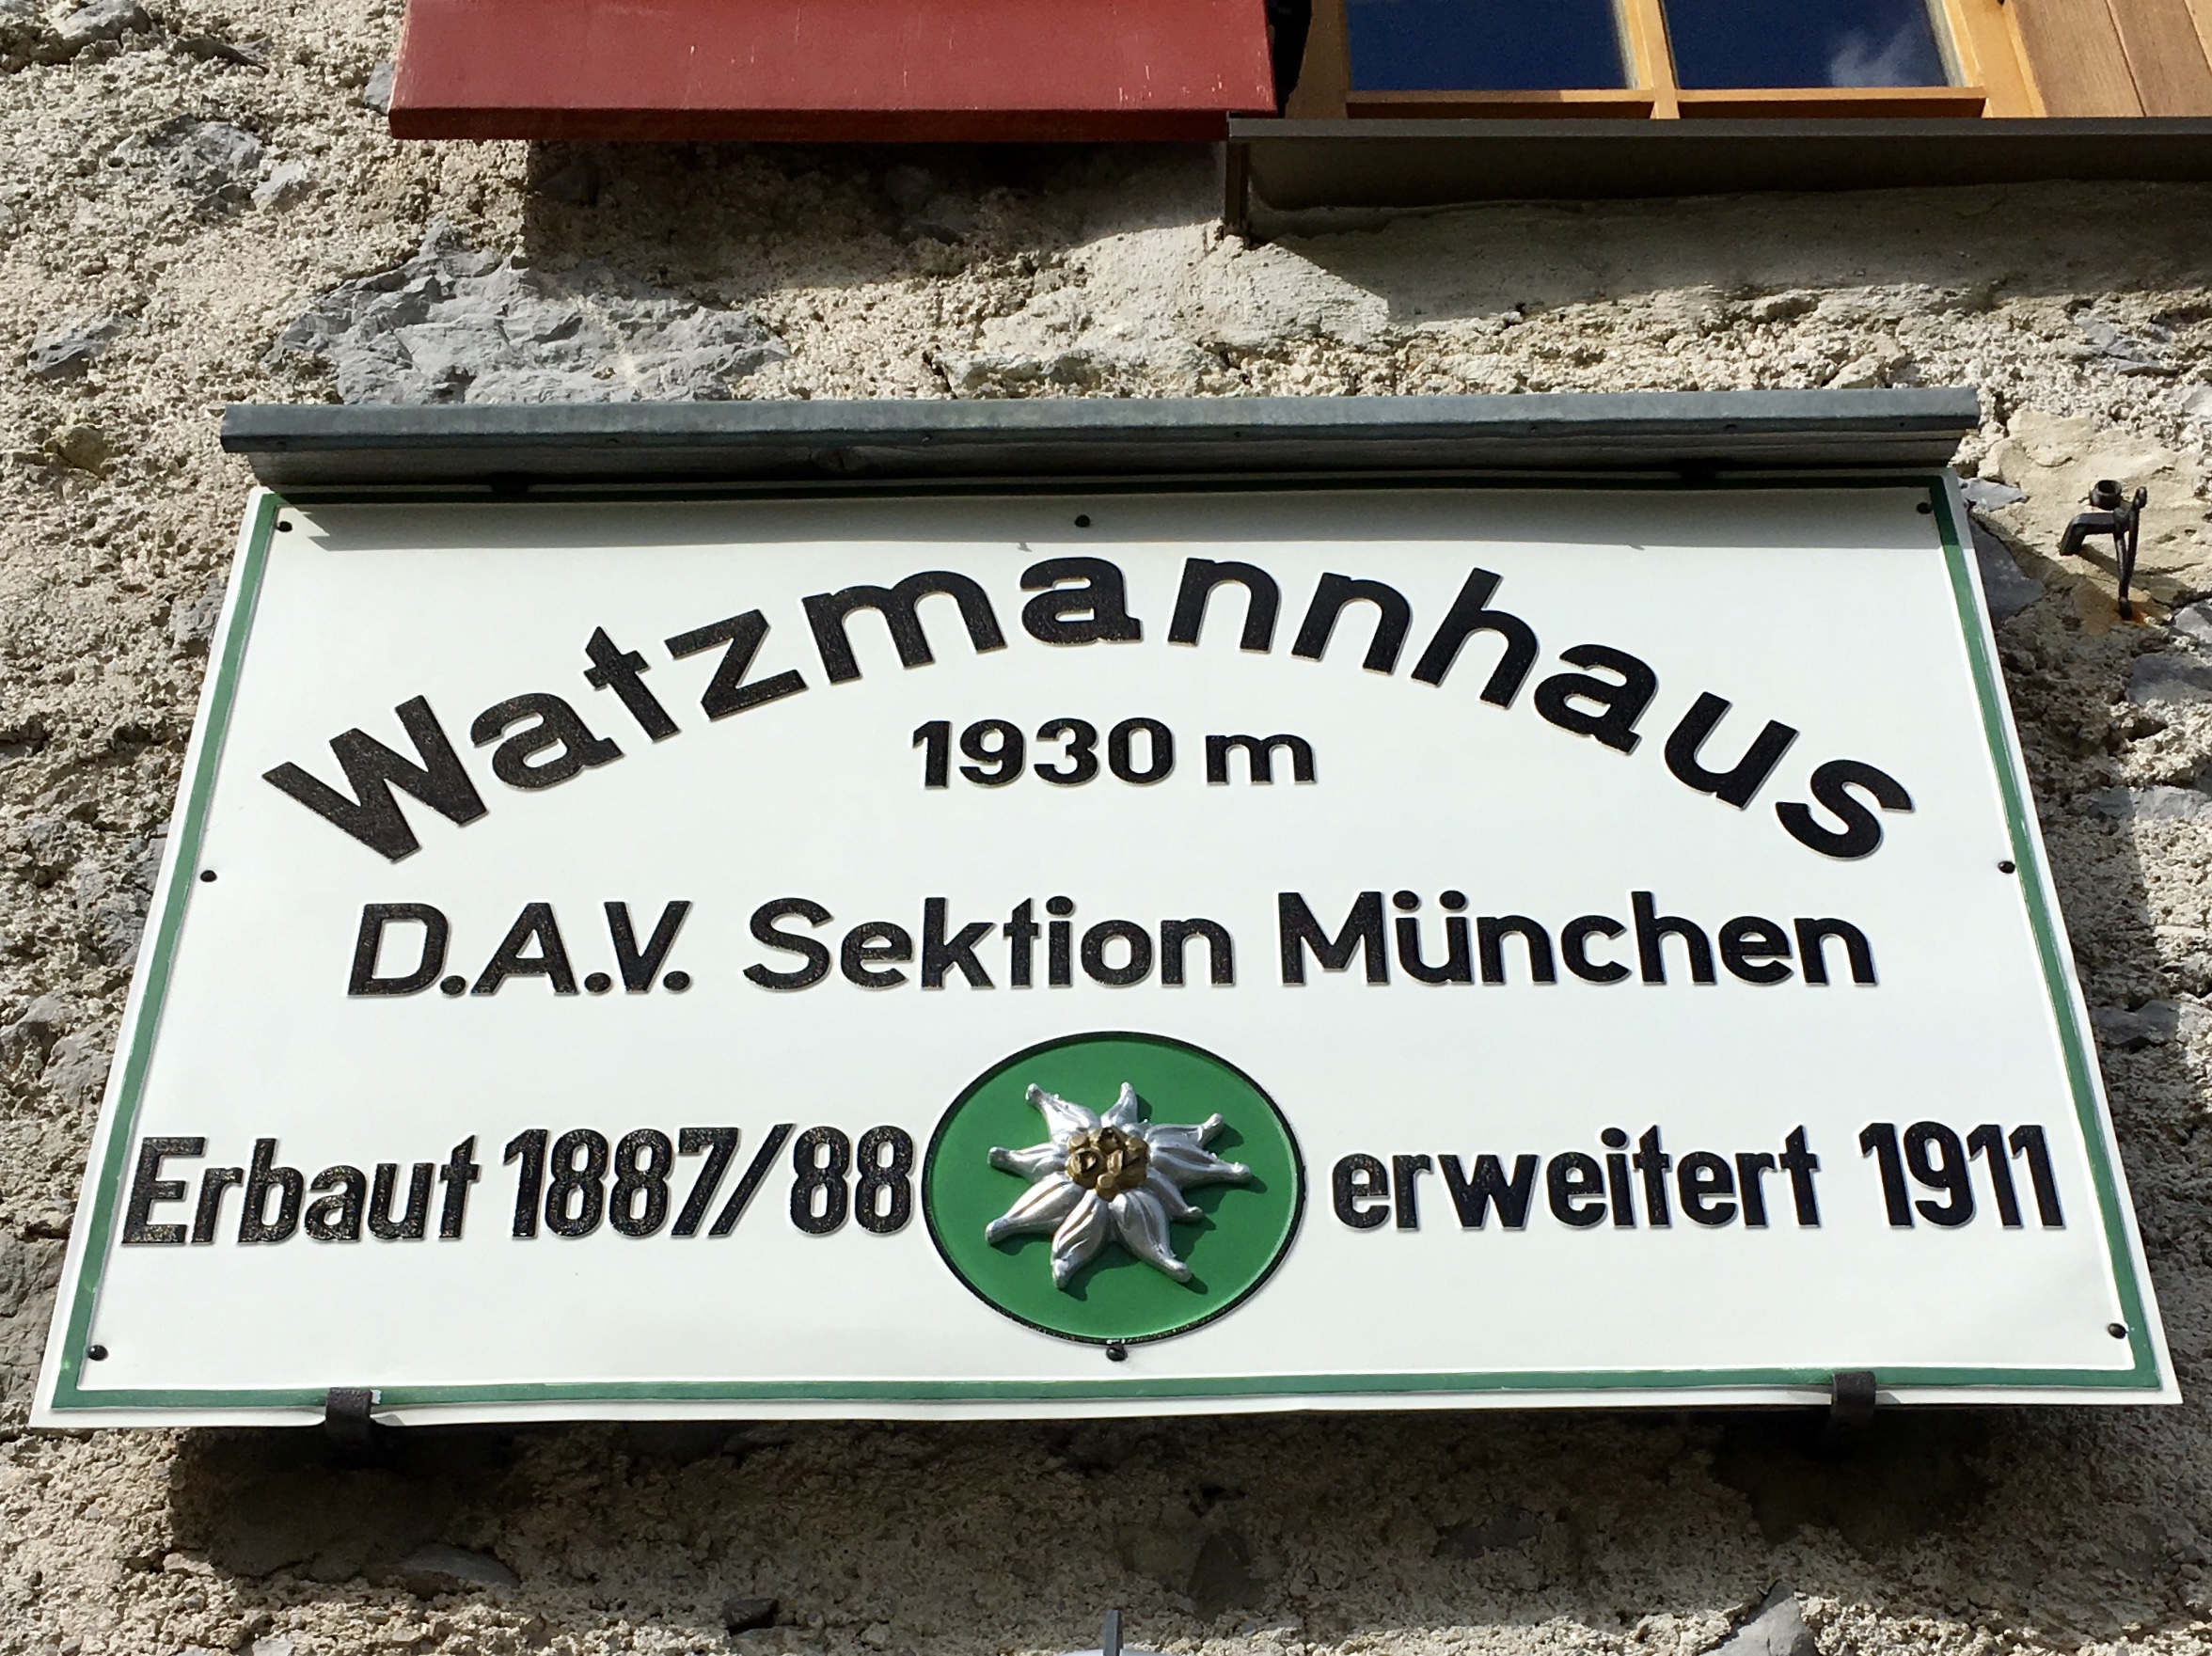 Watzmannhaus
1930 m
D.A.V. Sektion München
Erbaut 1887/88 erweitert 1911